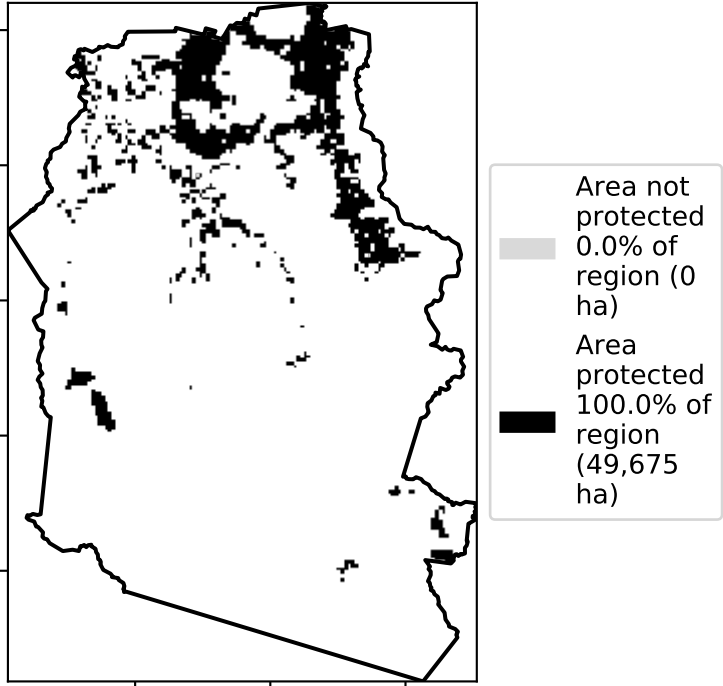 Area not
protected
0.0% of
region (0
ha)
Area
protected
100.0% of
region
(49,675
ha)